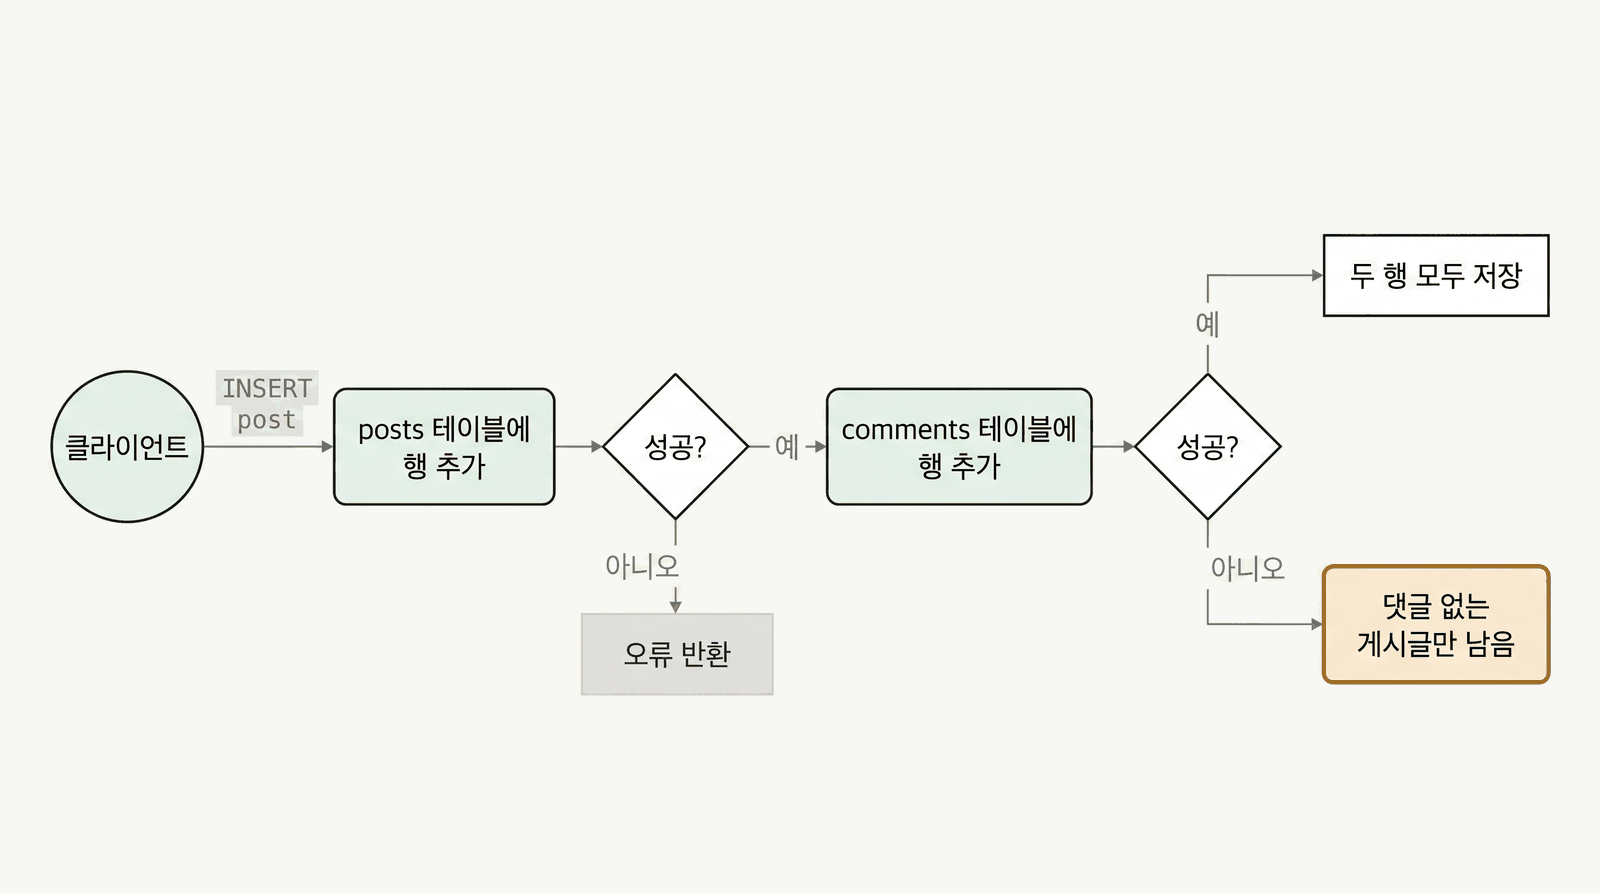 클라이언트
INSERT
post
posts 테이블에
행 추가
성공?
아니오
오류 반환
예
comments 테이블에
행 추가
성공?
예
두 행 모두 저장
아니오
댓글 없는
게시글만 남음